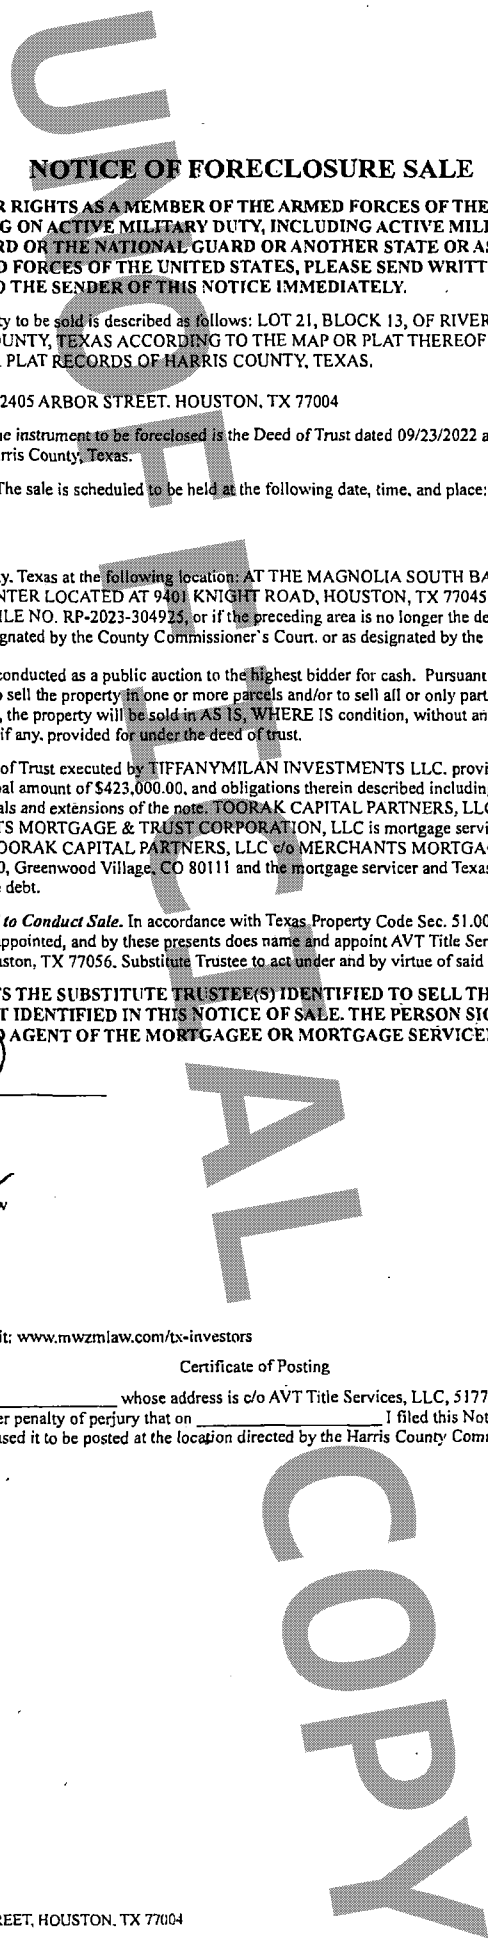 NOTICE OF FORECLOSURE SALE
R RIGHTS AS A MEMBER OF THE ARMED FORCES OF THE
G ON ACTIVE MILITARY DUTY, INCLUDING ACTIVE MILI
RD OR THE NATIONAL GUARD OR ANOTHER STATE OR AS
D FORCES OF THE UNITED STATES, PLEASE SEND WRITT
O THE SENDER OF THIS NOTICE IMMEDIATELY.
ty to be sold is described as follows: LOT 21, BLOCK 13, OF RIVER
OUNTY, TEXAS ACCORDING TO THE MAP OR PLAT THEREOF
PLAT RECORDS OF HARRIS COUNTY, TEXAS.
2405 ARBOR STREET, HOUSTON, TX 77004
he instrument to be foreclosed is the Deed of Trust dated 09/23/2022 a
rris County, Texas.
The sale is scheduled to be held at the following date, time, and place:
y, Texas at the following location: AT THE MAGNOLIA SOUTH BA
NTER LOCATED AT 9401 KNIGHT ROAD, HOUSTON, TX 77045
ILE NO. RP-2023-304925, or if the preceding area is no longer the de
gnated by the County Commissioner's Court, or as designated by the
conducted as a public auction to the highest bidder for cash. Pursuant
o sell the property in one or more parcels and/or to sell all or only part
, the property will be sold in AS IS, WHERE IS condition, without an
if any, provided for under the deed of trust.
of Trust executed by TIFFANYMILAN INVESTMENTS LLC, provi
pal amount of $423,000.00, and obligations therein described includin
als and extensions of the note. TOORAK CAPITAL PARTNERS, LLC
TS MORTGAGE & TRUST CORPORATION, LLC is mortgage servi
OORAK CAPITAL PARTNERS, LLC c/o MERCHANTS MORTGA
0, Greenwood Village, CO 80111 and the mortgage servicer and Texas
e debt.
to Conduct Sale. In accordance with Texas Property Code Sec. 51.00
appointed, and by these presents does name and appoint AVT Title Ser
uston, TX 77056, Substitute Trustee to act under and by virtue of said
TS THE SUBSTITUTE TRUSTEE(S) IDENTIFIED TO SELL TH
T IDENTIFIED IN THIS NOTICE OF SALE. THE PERSON SIG
AGENT OF THE MORTGAGEE OR MORTGAGE SERVICE
w
it: www.mwzmlaw.com/tx-investors
Certificate of Posting
whose address is c/o AVT Title Services, LLC, 5177
er penalty of perjury that on ____________________ I filed this Not
used it to be posted at the location directed by the Harris County Com
REET, HOUSTON, TX 77004
UNOFFICIAL COPY